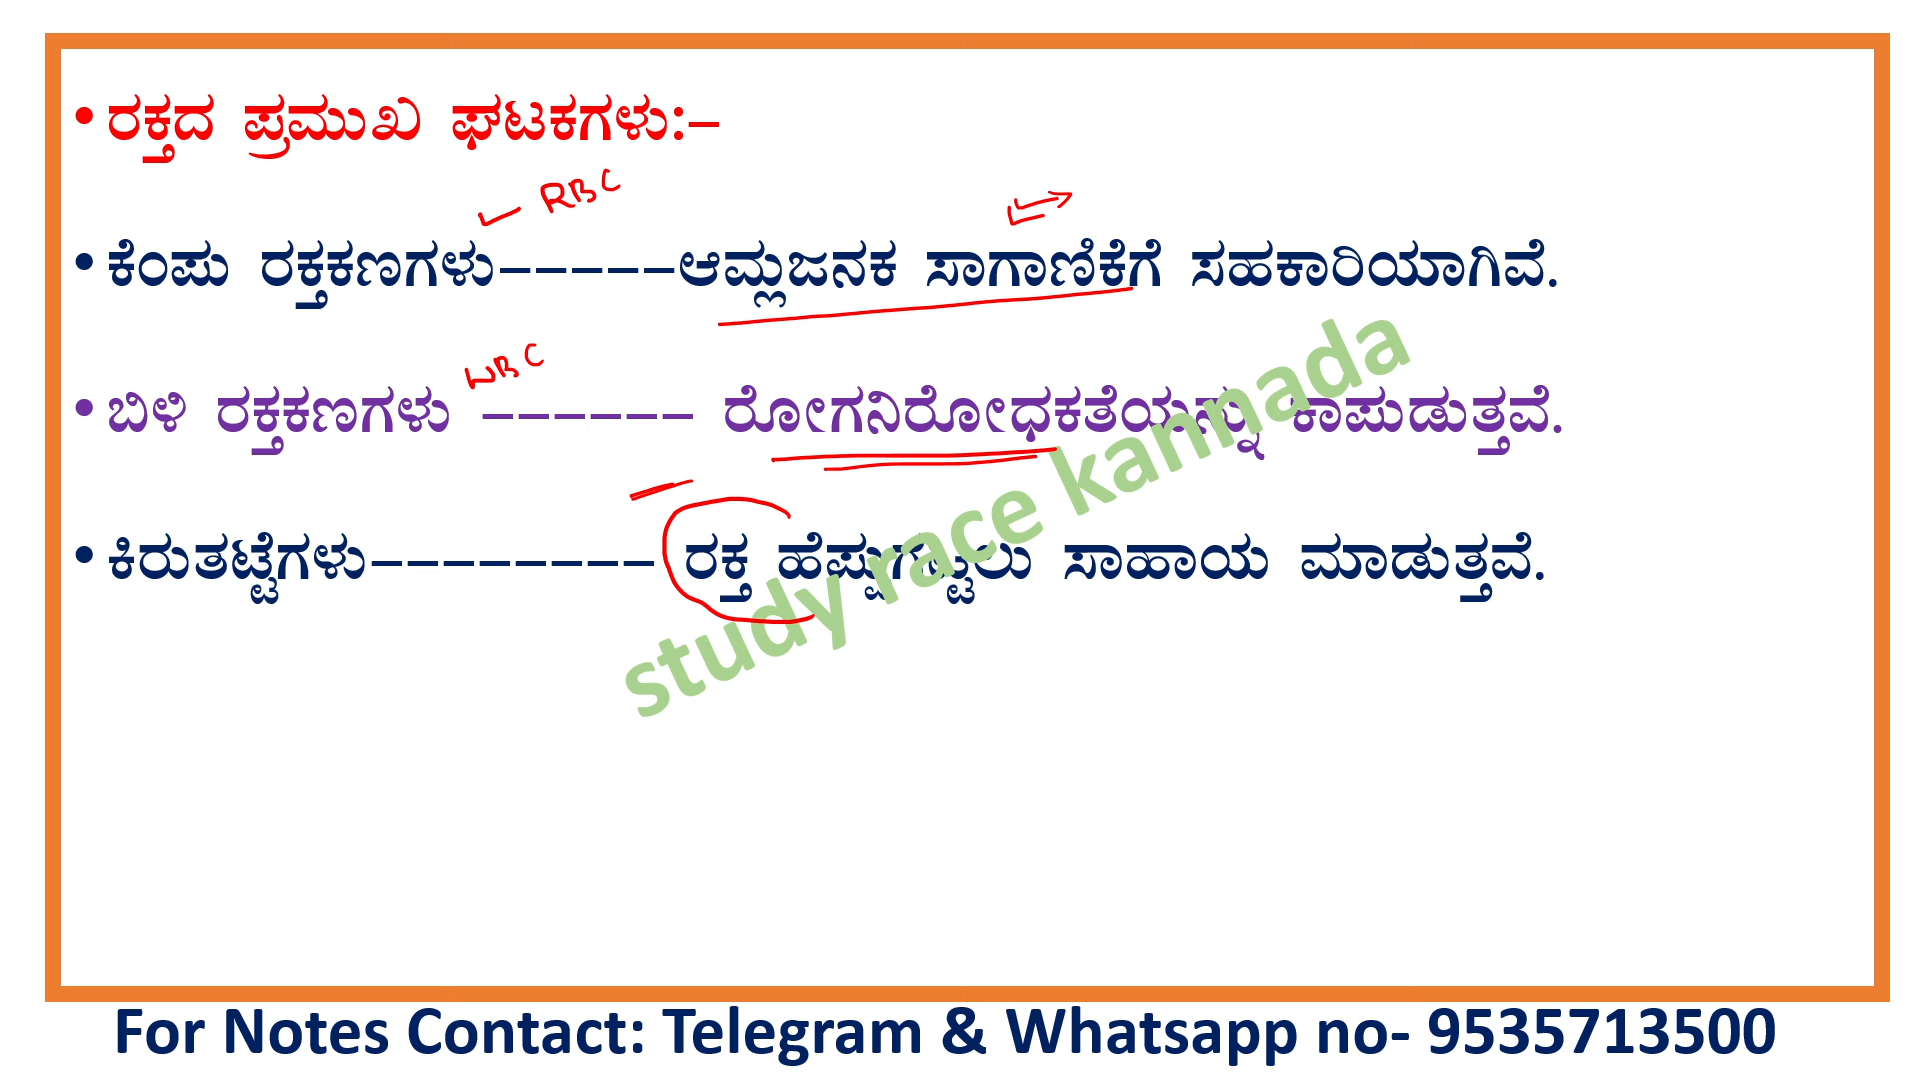 • ರಕ್ತದ ಪ್ರಮುಖ ಘಟಕಗಳು:–
RBC
• ಕೆಂಪು ರಕ್ತಕಣಗಳು-----ಆಮ್ಲಜನಕ ಸಾಗಾಣಿಕೆಗೆ ಸಹಕಾರಿಯಾಗಿವೆ.
WBC
• ಬಿಳಿ ರಕ್ತಕಣಗಳು ------ ರೋಗನಿರೋಧಕತೆಯನ್ನು ಕಾಪುಡುತ್ತವೆ.
• ಕಿರುತಟ್ಟೆಗಳು-------- ರಕ್ತ ಹೆಪ್ಪುಗಟ್ಟಲು ಸಾಹಾಯ ಮಾಡುತ್ತವೆ.
study race kannada
For Notes Contact: Telegram & Whatsapp no- 9535713500